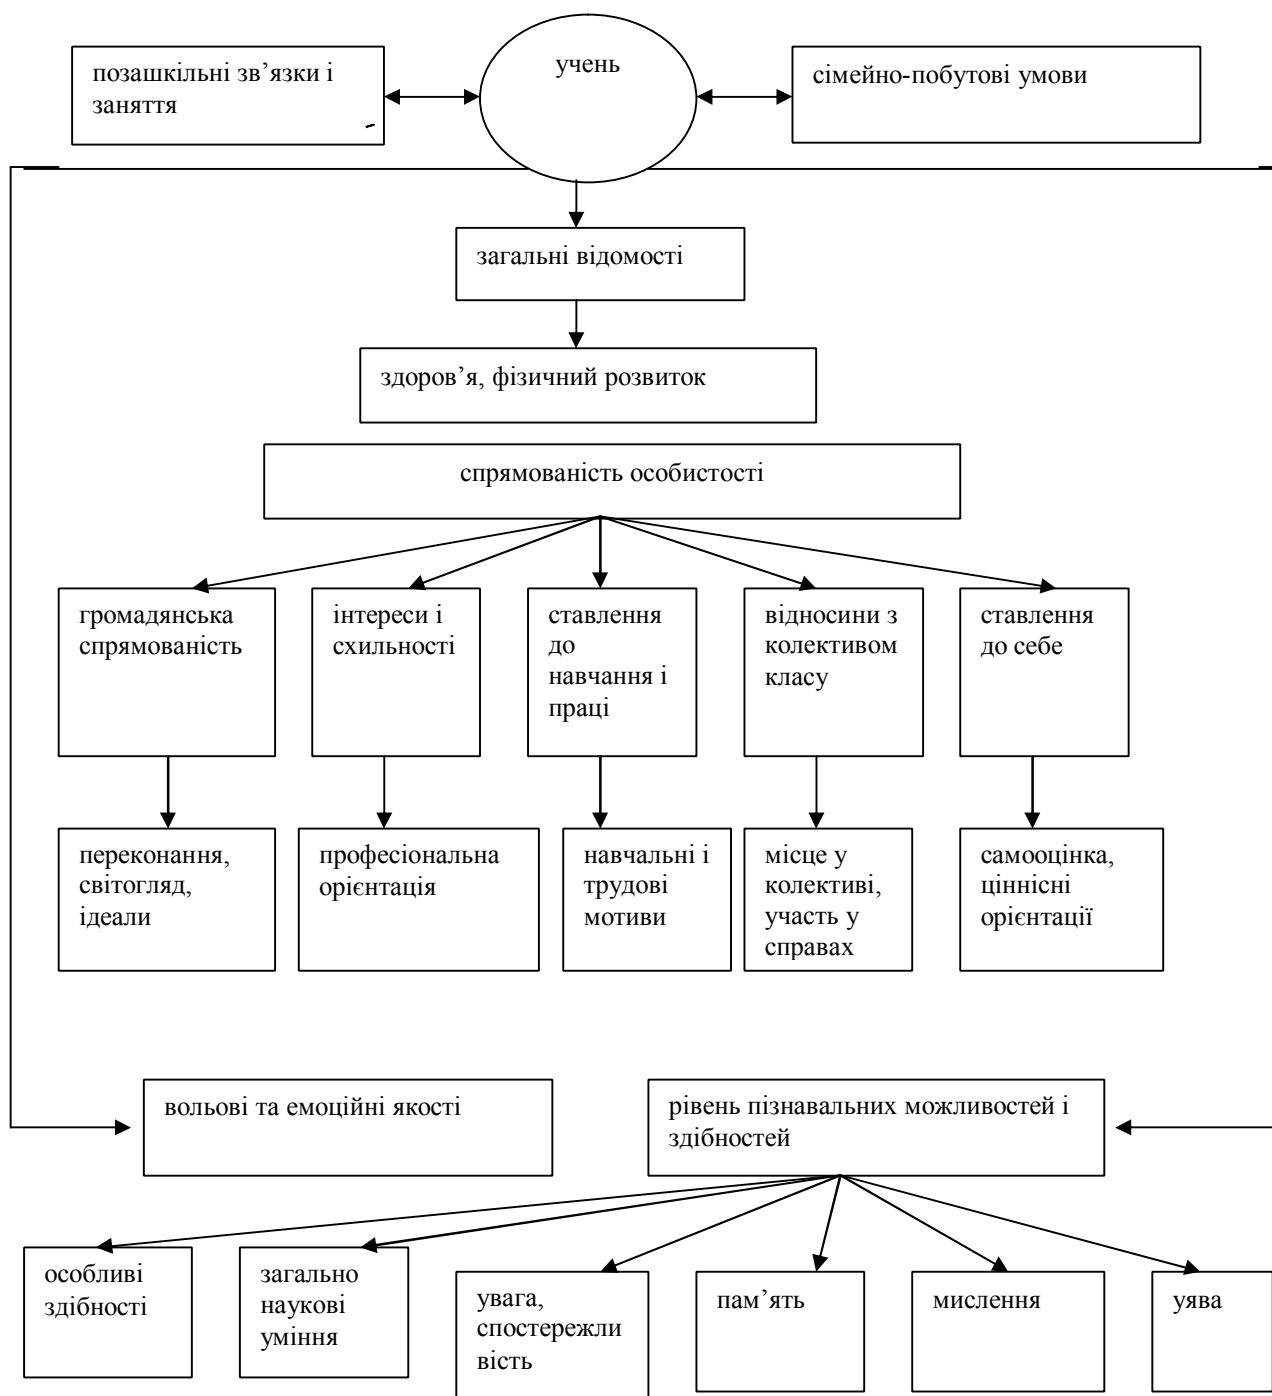 учень
позашкільні зв’язки і
заняття
сімейно-побутові умови
загальні відомості
здоров’я, фізичний розвиток
спрямованість особистості
громадянська
спрямованість
інтереси і
схильності
ставлення
до
навчання і
праці
відносини з
колективом
класу
ставлення
до себе
переконання,
світогляд,
ідеали
професіональна
орієнтація
навчальні і
трудові
мотиви
місце у
колективі,
участь у
справах
самооцінка,
ціннісні
орієнтації
вольові та емоційні якості
рівень пізнавальних можливостей і
здібностей
особливі
здібності
загально
наукові
уміння
увага,
спостережли
вість
пам’ять
мислення
уява